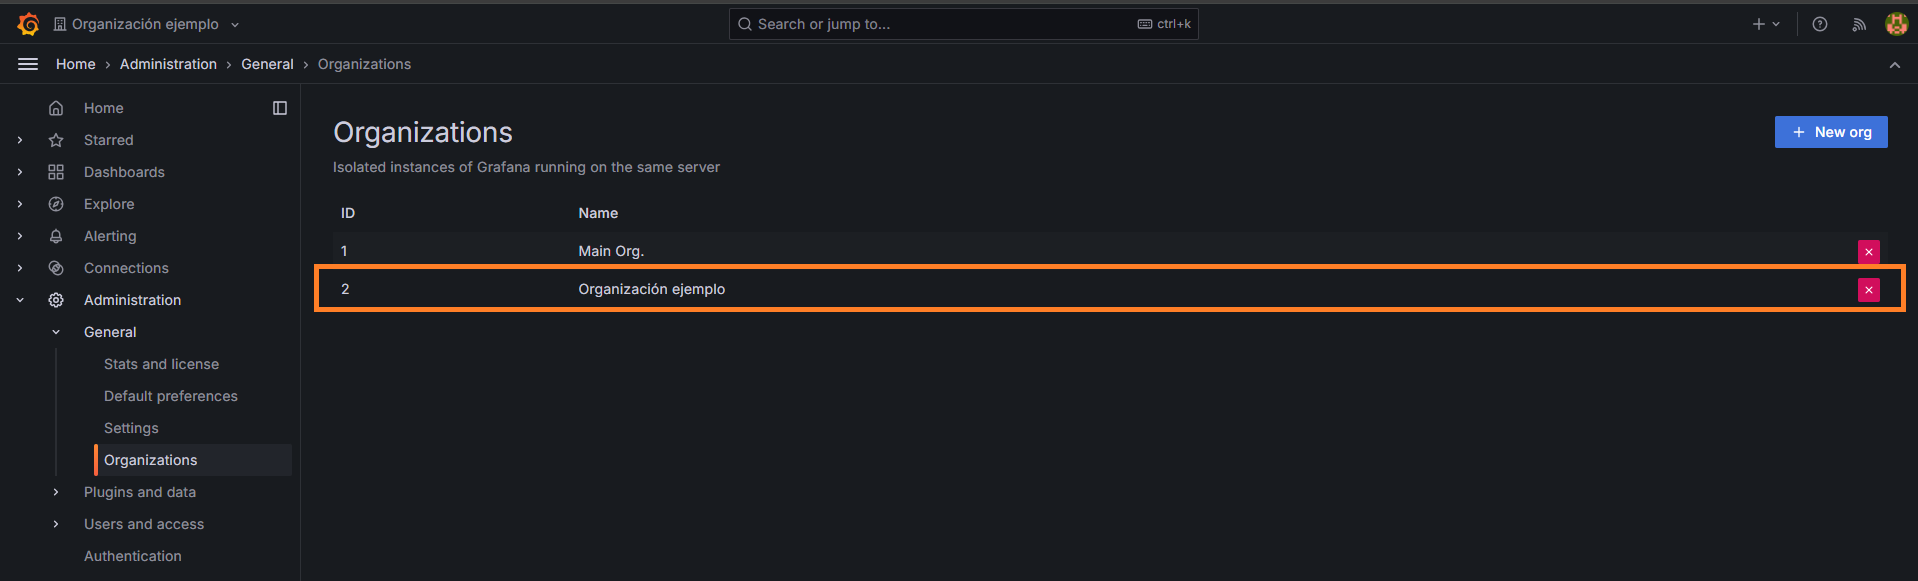 Organización ejemplo
Search or jump to...
ctrl+k
Home
Administration
General
Organizations
Home
Starred
Dashboards
Explore
Alerting
Connections
Administration
General
Stats and license
Default preferences
Settings
Organizations
Plugins and data
Users and access
Authentication
Organizations
New org
Isolated instances of Grafana running on the same server
ID Name
1 Main Org.
2 Organización ejemplo